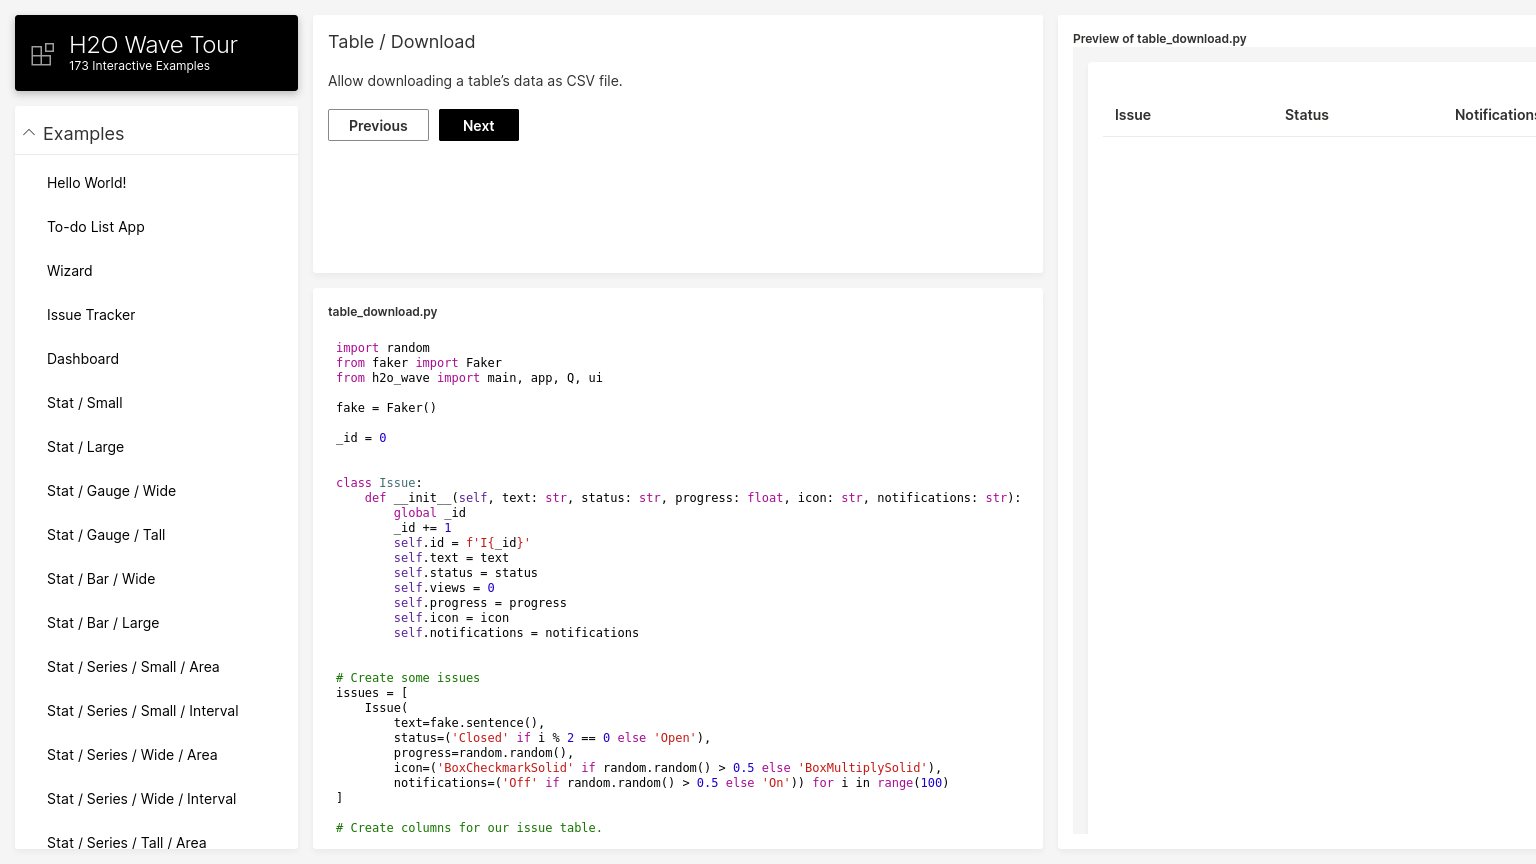 H2O Wave Tour
173 Interactive Examples
Examples
Hello World!
To-do List App
Wizard
Issue Tracker
Dashboard
Stat / Small
Stat / Large
Stat / Gauge / Wide
Stat / Gauge / Tall
Stat / Bar / Wide
Stat / Bar / Large
Stat / Series / Small / Area
Stat / Series / Small / Interval
Stat / Series / Wide / Area
Stat / Series / Wide / Interval
Stat / Series / Tall / Area
Table / Download
Allow downloading a table’s data as CSV file.
Previous
Next
table_download.py
import random
from faker import Faker
from h2o_wave import main, app, Q, ui
fake = Faker()
_id = 0
class Issue:
    def __init__(self, text: str, status: str, progress: float, icon: str, notifications: str):
        global _id
        _id += 1
        self.id = f'I{_id}'
        self.text = text
        self.status = status
        self.views = 0
        self.progress = progress
        self.icon = icon
        self.notifications = notifications
# Create some issues
issues = [
    Issue(
        text=fake.sentence(),
        status=('Closed' if i % 2 == 0 else 'Open'),
        progress=random.random(),
        icon=('BoxCheckmarkSolid' if random.random() > 0.5 else 'BoxMultiplySolid'),
        notifications=('Off' if random.random() > 0.5 else 'On')) for i in range(100)
]
# Create columns for our issue table.
Preview of table_download.py
Issue Status Notifications